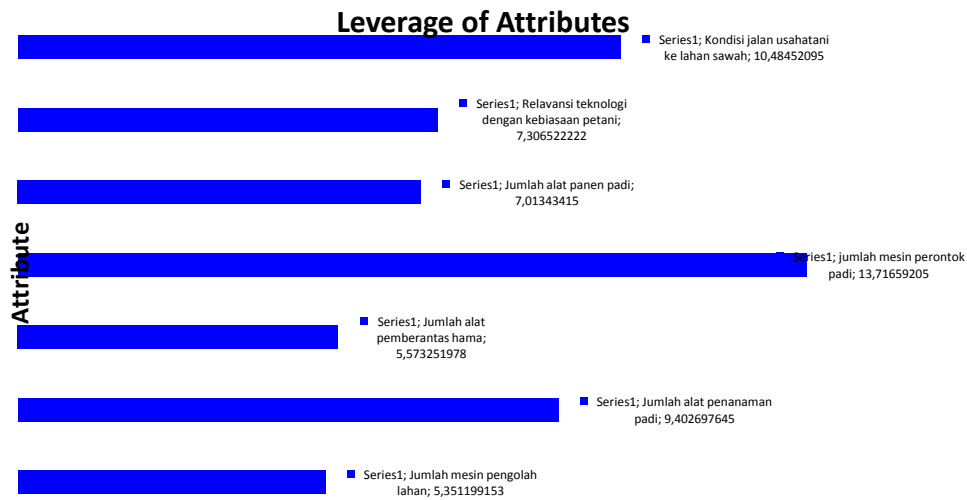 Leverage of Attributes
Series1; Kondisi jalan usahatani
ke lahan sawah; 10,48452095
Series1; Relavansi teknologi
dengan kebiasaan petani;
7,306522222
Series1; Jumlah alat panen padi;
7,01343415
Attribute
Series1; jumlah mesin perontok
padi; 13,71659205
Series1; Jumlah alat
pemberantas hama;
5,573251978
Series1; Jumlah alat penanaman
padi; 9,402697645
Series1; Jumlah mesin pengolah
lahan; 5,351199153